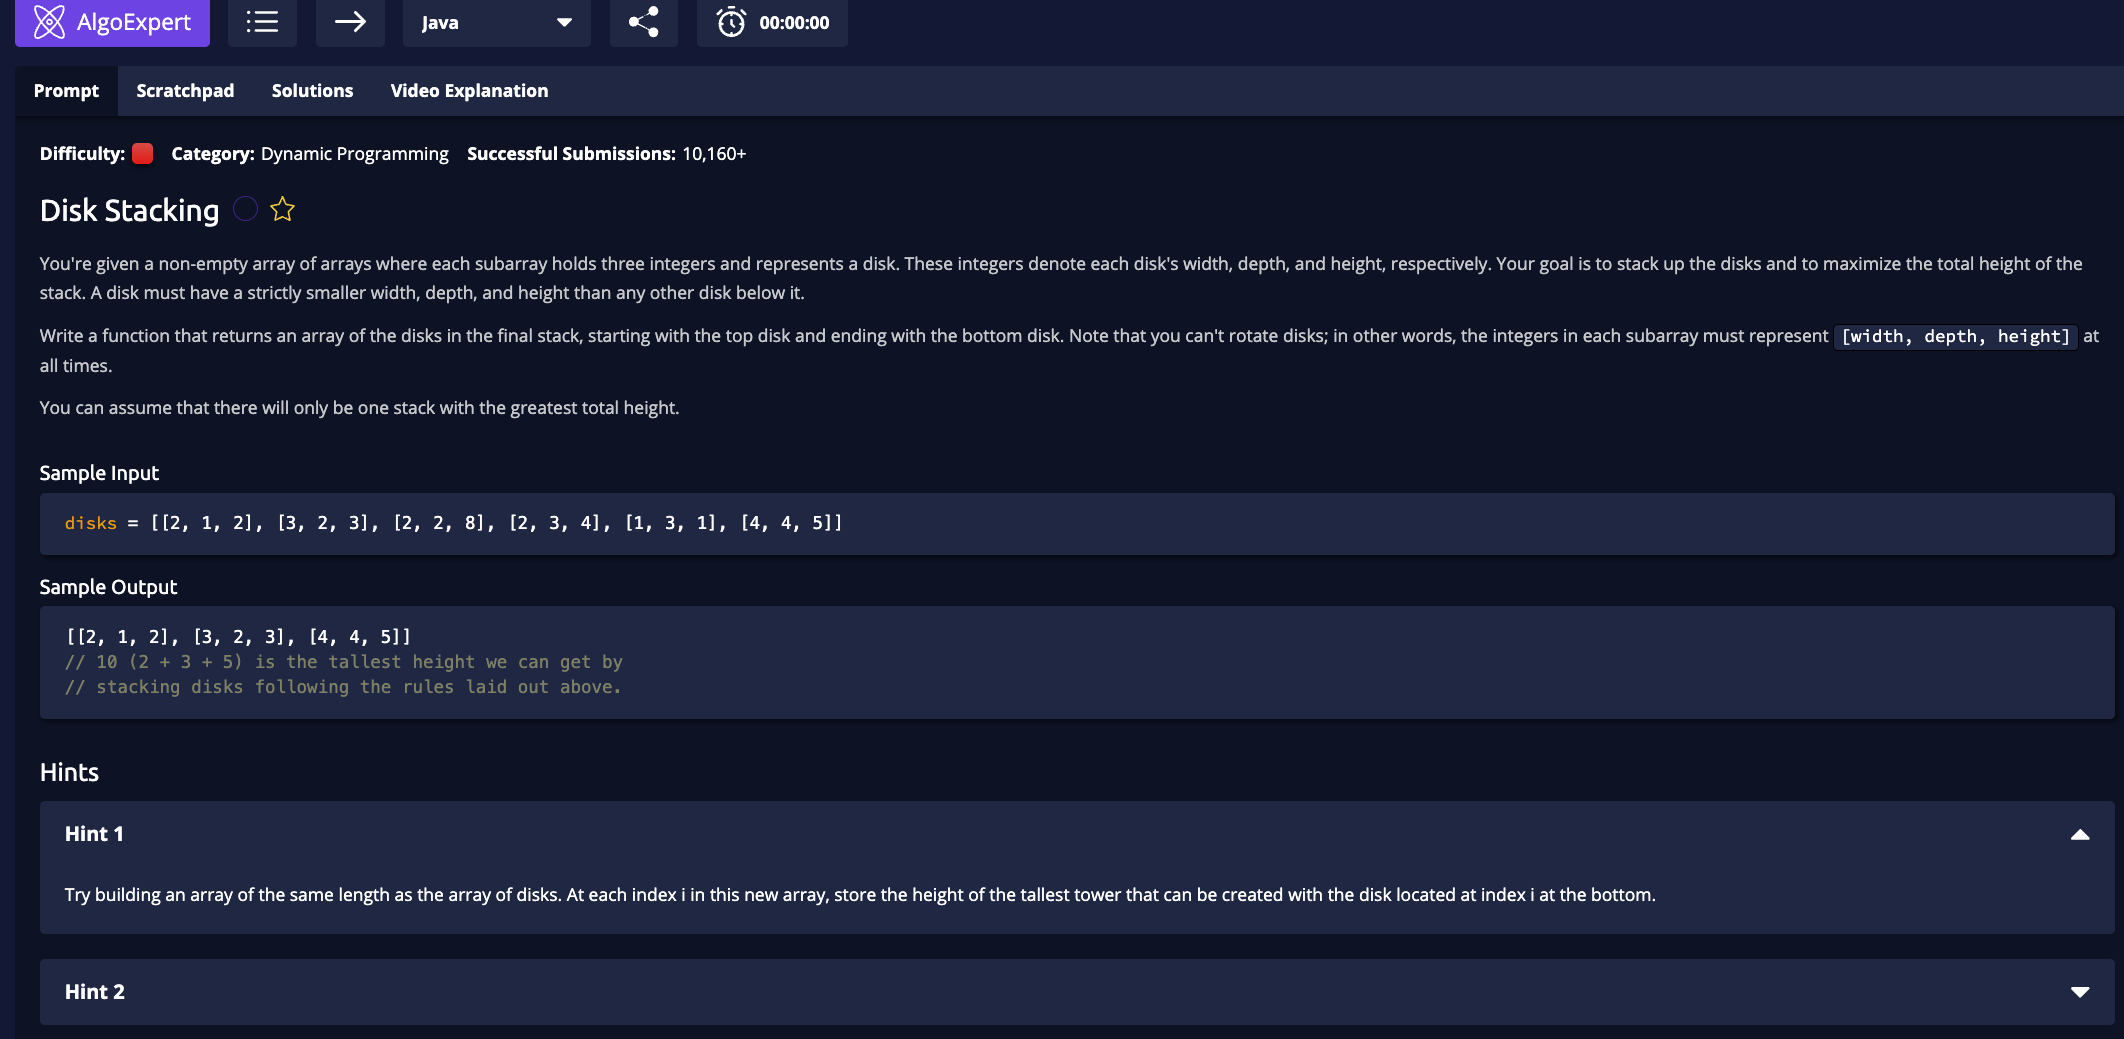 AlgoExpert Java 00:00:00
Prompt Scratchpad Solutions Video Explanation
Difficulty: Category: Dynamic Programming Successful Submissions: 10,160+
Disk Stacking
You're given a non-empty array of arrays where each subarray holds three integers and represents a disk. These integers denote each disk's width, depth, and height, respectively. Your goal is to stack up the disks and to maximize the total height of the
stack. A disk must have a strictly smaller width, depth, and height than any other disk below it.
Write a function that returns an array of the disks in the final stack, starting with the top disk and ending with the bottom disk. Note that you can't rotate disks; in other words, the integers in each subarray must represent [width, depth, height] at
all times.
You can assume that there will only be one stack with the greatest total height.
Sample Input
disks = [[2, 1, 2], [3, 2, 3], [2, 2, 8], [2, 3, 4], [1, 3, 1], [4, 4, 5]]
Sample Output
[[2, 1, 2], [3, 2, 3], [4, 4, 5]]
// 10 (2 + 3 + 5) is the tallest height we can get by
// stacking disks following the rules laid out above.
Hints
Hint 1
Try building an array of the same length as the array of disks. At each index i in this new array, store the height of the tallest tower that can be created with the disk located at index i at the bottom.
Hint 2